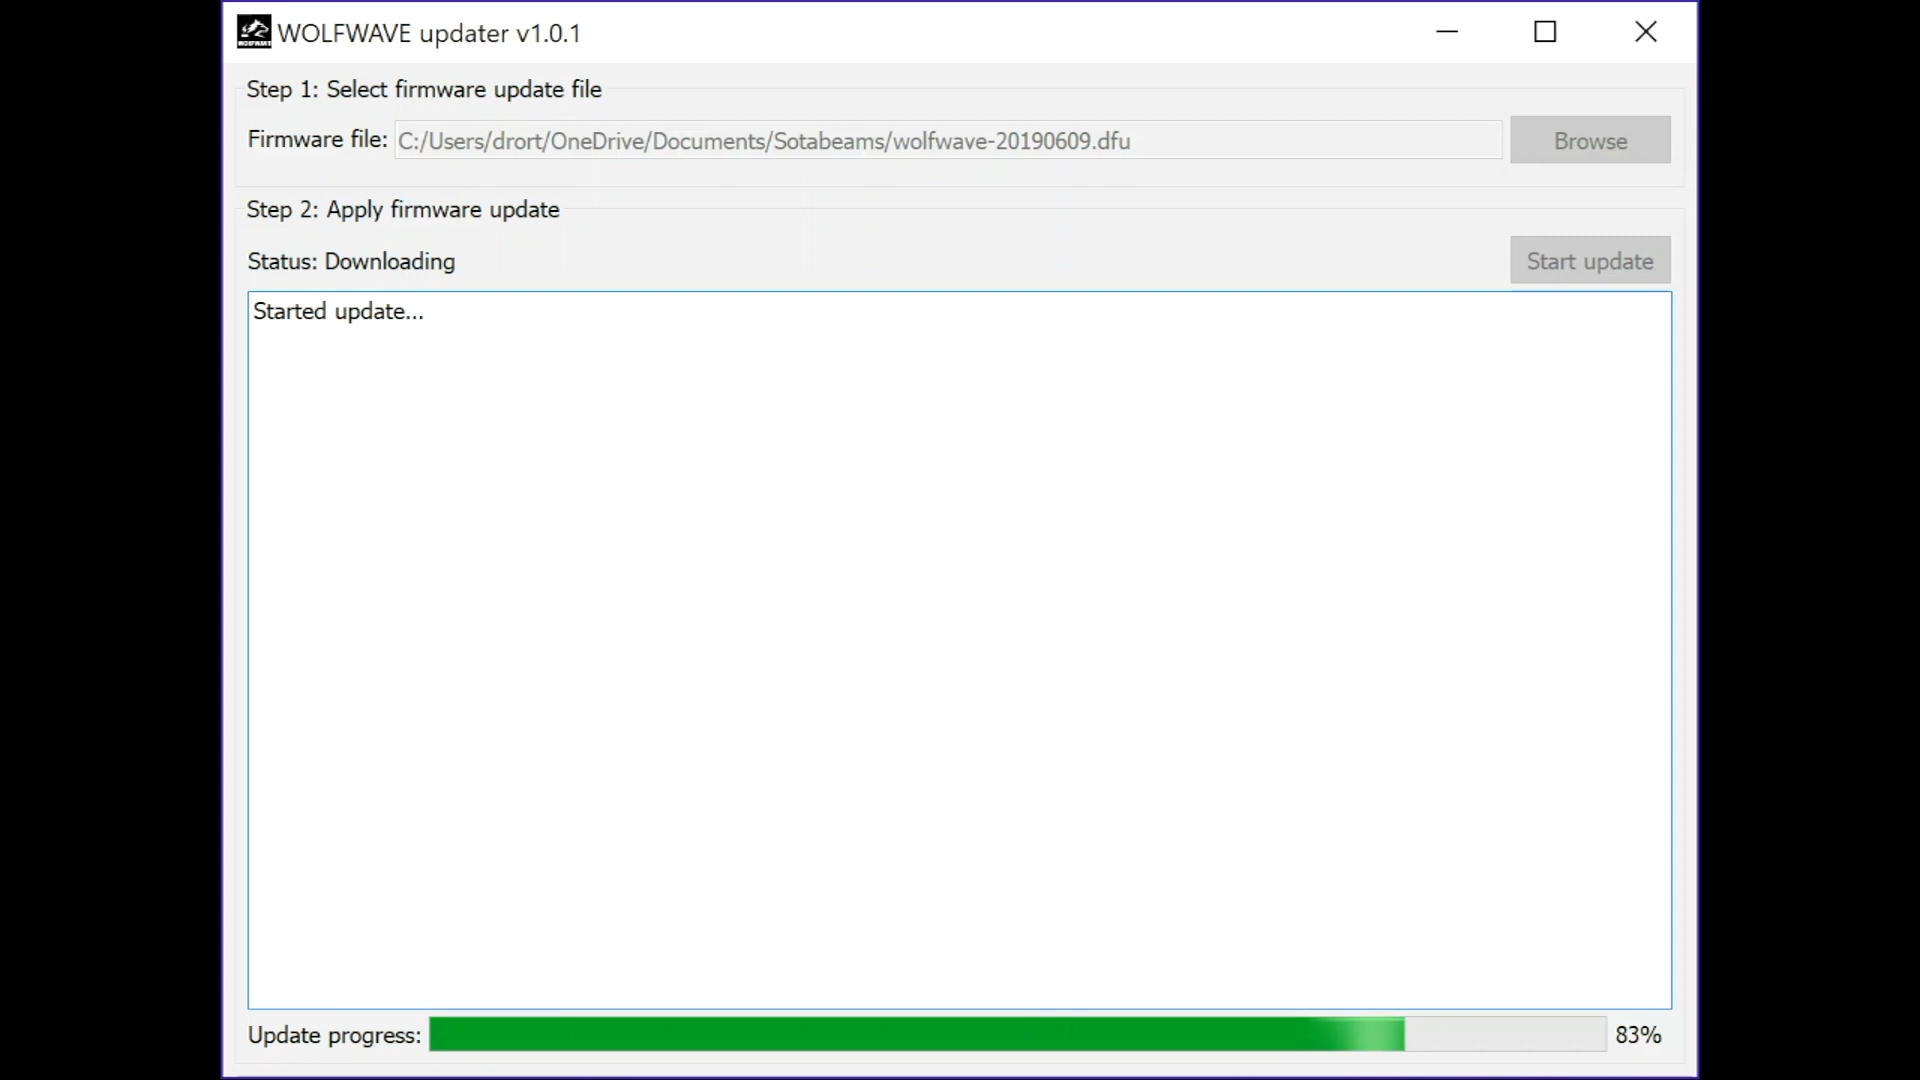 WOLFWAVE updater v1.0.1
Step 1: Select firmware update file
Firmware file: C:/Users/drort/OneDrive/Documents/Sotabeams/wolfwave-20190609.dfu Browse
Step 2: Apply firmware update
Status: Downloading Start update
Started update...
Update progress: 83%